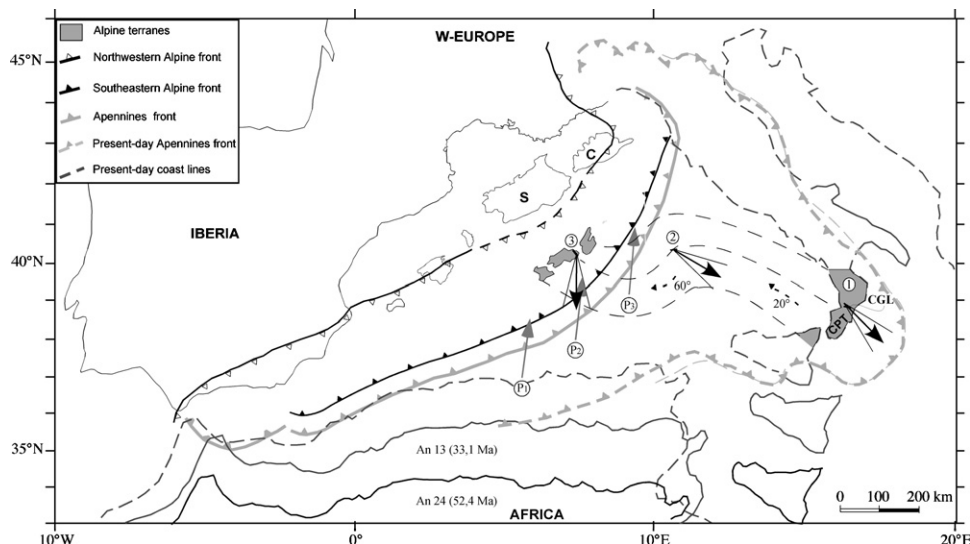 Alpine terranes
Northwestern Alpine front
Southeastern Alpine front
Apennines front
Present-day Apennines front
Present-day coast lines
W-EUROPE
45°N
C
S
IBERIA
3
2
40°N
1
CGL
60°
20°
P3
CPT
P2
P1
35°N
An 13 (33,1 Ma)
An 24 (52,4 Ma)
0 100 200 km
AFRICA
10°W
0°
10°E
20°E